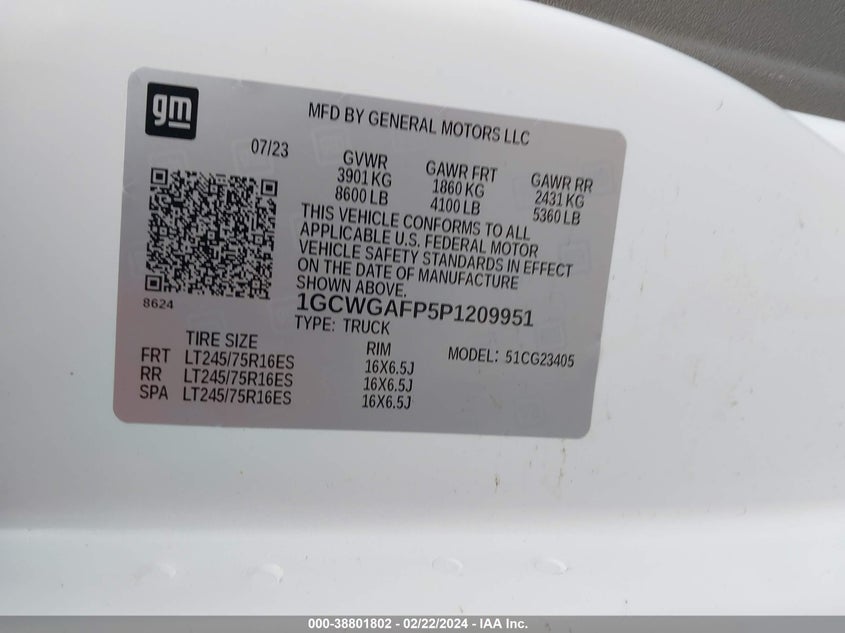 gm
MFD BY GENERAL MOTORS LLC
07/23
GVWR GAWR FRT GAWR RR
3901 KG 1860 KG 2431 KG
8600 LB 4100 LB 5360 LB
THIS VEHICLE CONFORMS TO ALL
APPLICABLE U.S. FEDERAL MOTOR
VEHICLE SAFETY STANDARDS IN EFFECT
ON THE DATE OF MANUFACTURE
SHOWN ABOVE.
8624
1GCWGAFP5P1209951
TYPE: TRUCK
TIRE SIZE RIM MODEL: 51CG23405
FRT LT245/75R16ES 16X6.5J
RR LT245/75R16ES 16X6.5J
SPA LT245/75R16ES 16X6.5J
000-38801802 - 02/22/2024 - IAA Inc.